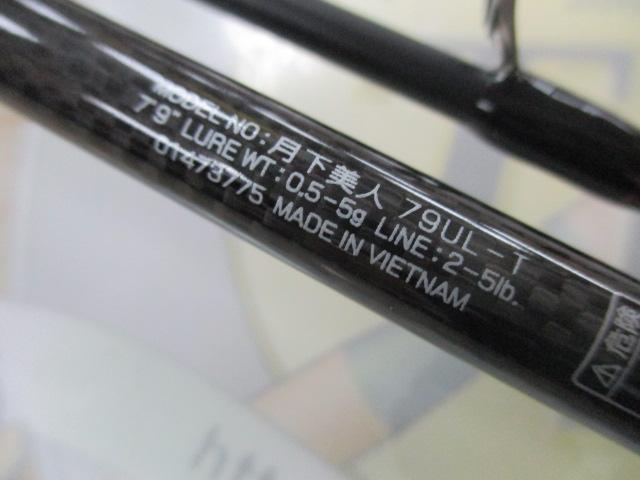 MODEL NO: 月下美人 79UL-T
7'9" LURE WT: 0.5-5g LINE: 2-5lb.
01473775 MADE IN VIETNAM
⚠危険
htt